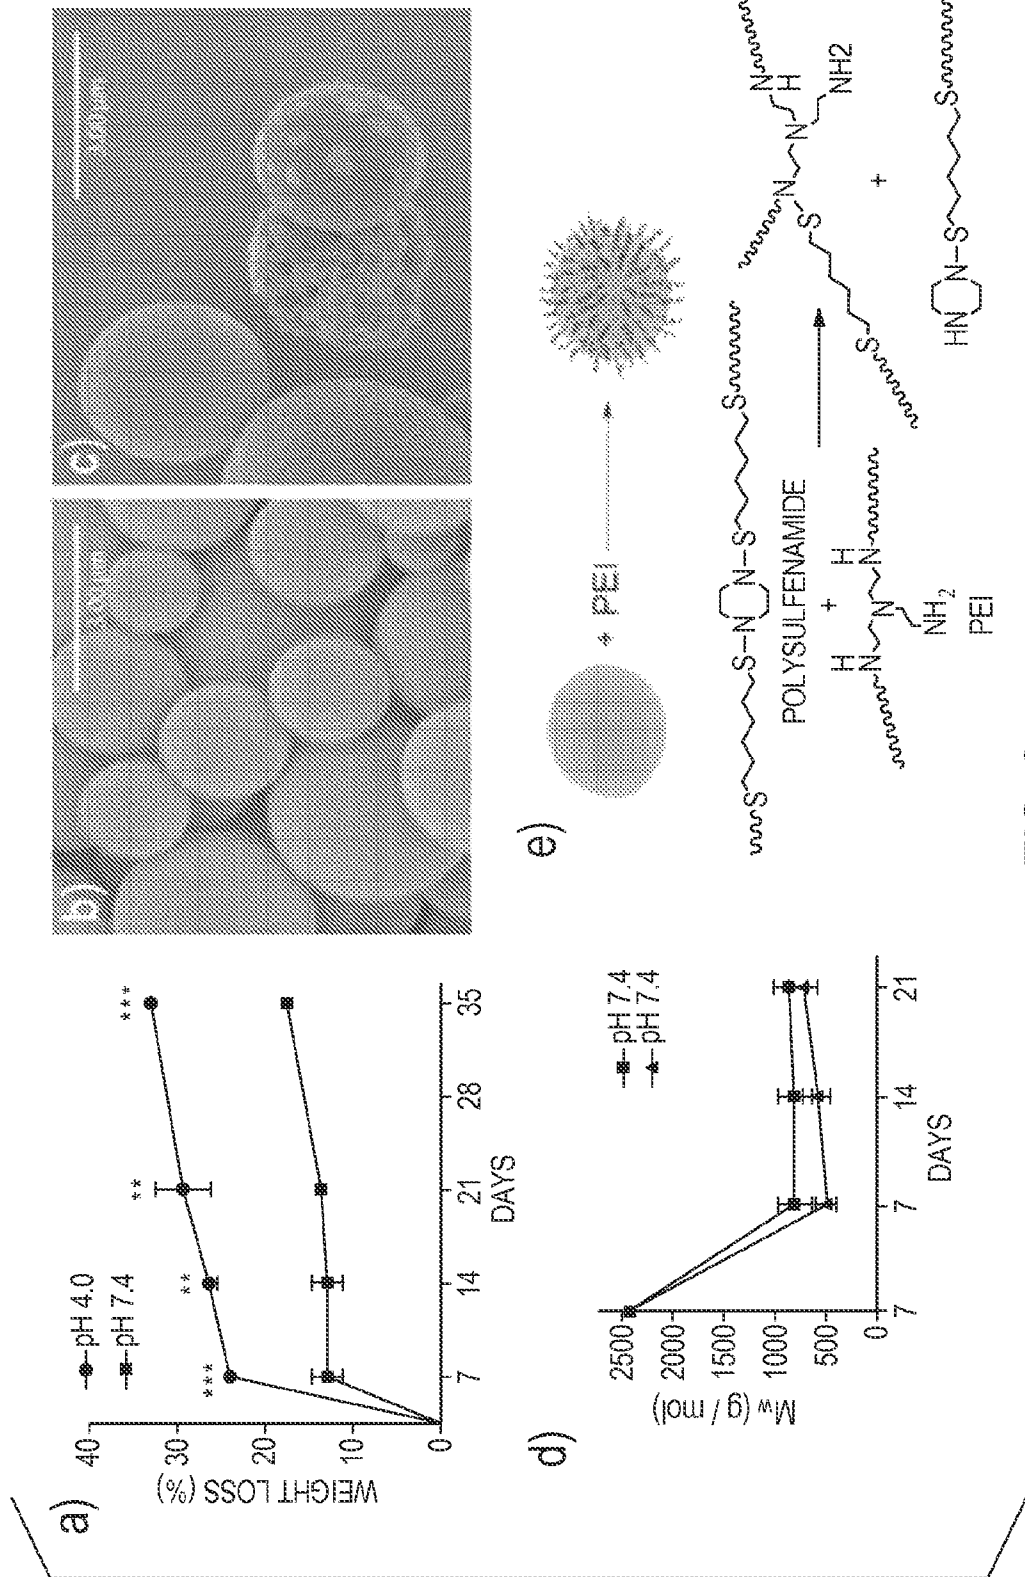 a)
WEIGHT LOSS (%)
40
30
20
10
0
pH 4.0
pH 7.4
***
**
**
***
7
14
21
28
35
DAYS
b)
c)
d)
Mw (g / mol)
2500
2000
1500
1000
500
0
pH 7.4
pH 7.4
7
7
14
21
DAYS
e)
+ PEI
S
S–N
N–S
S
POLYSULFENAMIDE
+
H
H
N
N
N
NH2
PEI
N
S
S
N
N
H
NH2
+
HN
N–S
S